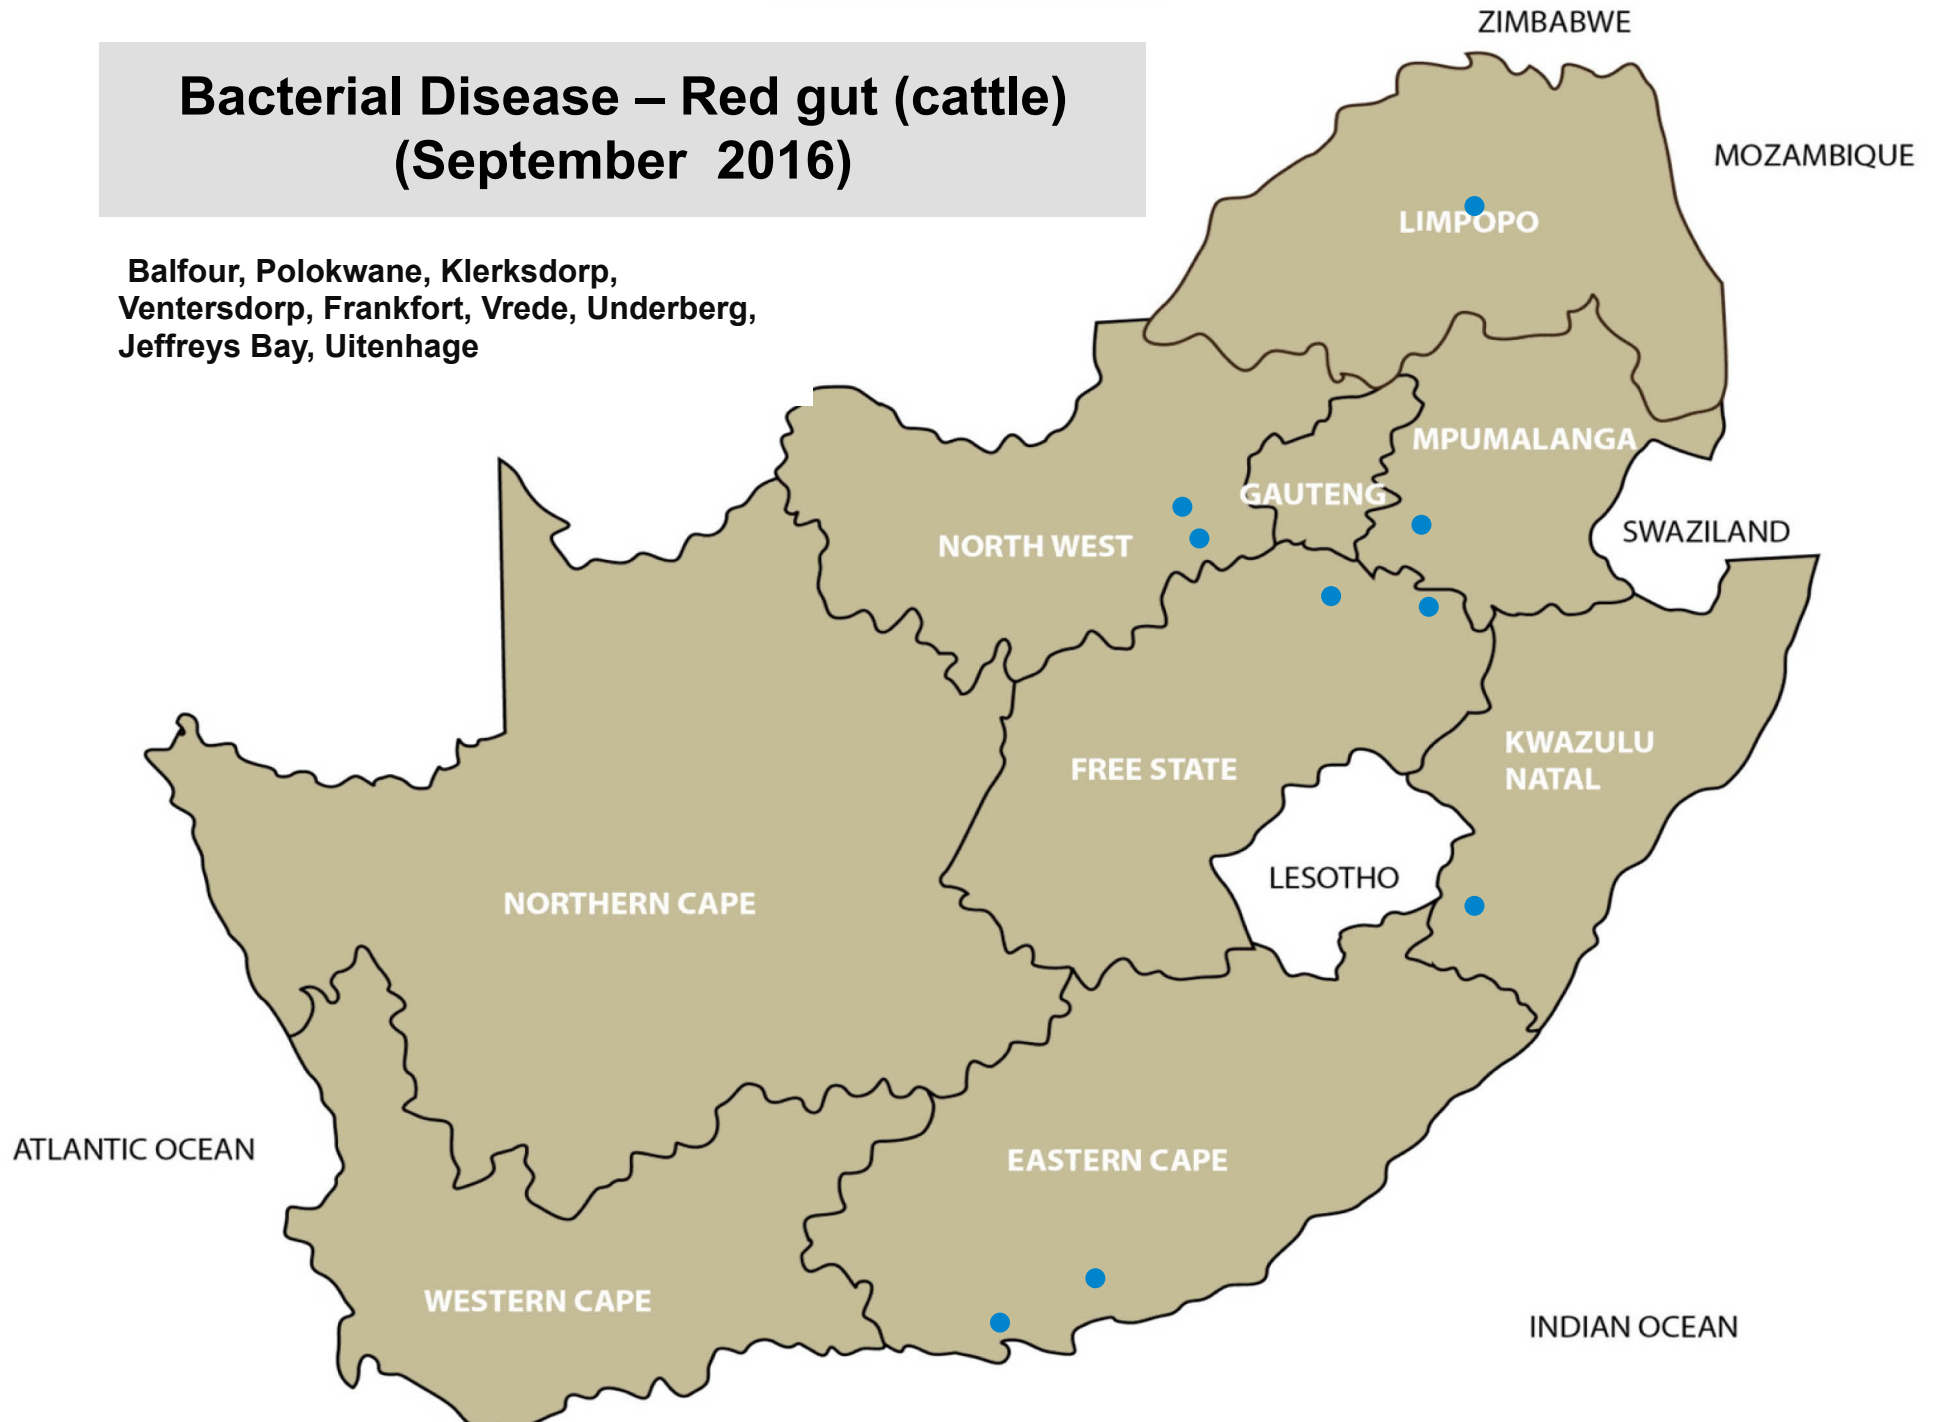 Bacterial Disease – Red gut (cattle)
(September 2016)
Balfour, Polokwane, Klerksdorp,
Ventersdorp, Frankfort, Vrede, Underberg,
Jeffreys Bay, Uitenhage
ZIMBABWE
MOZAMBIQUE
LIMPOPO
MPUMALANGA
GAUTENG
SWAZILAND
NORTH WEST
KWAZULU
NATAL
FREE STATE
LESOTHO
NORTHERN CAPE
ATLANTIC OCEAN
EASTERN CAPE
WESTERN CAPE
INDIAN OCEAN